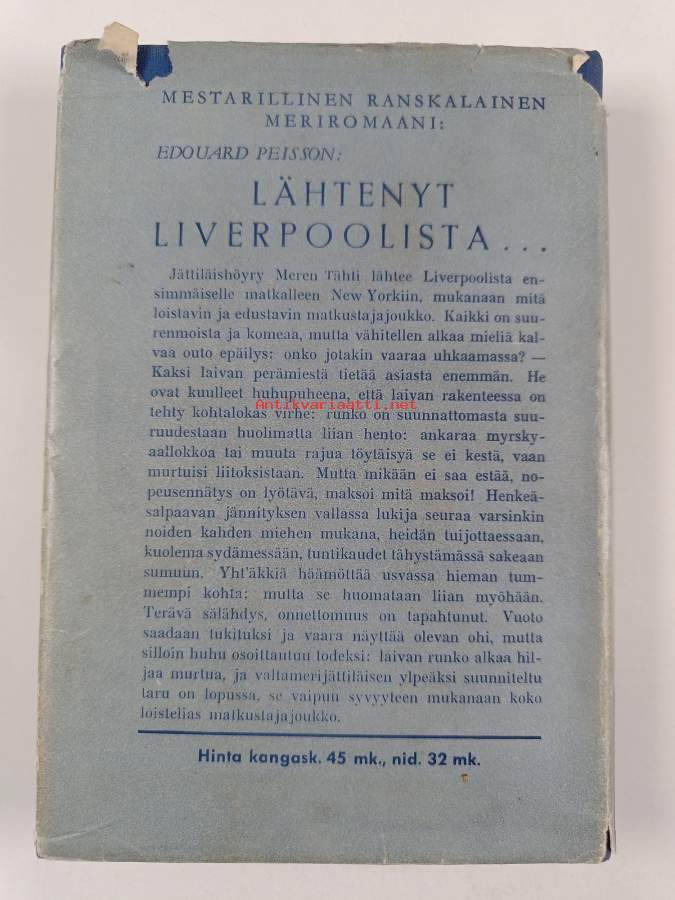 MESTARILLINEN RANSKALAINEN
MERIROMAANI:
EDOUARD PEISSON:
LÄHTENYT
LIVERPOOLISTA...
Jättiläishöyry Meren Tähti lähtee Liverpoolista en-
simmäiselle matkalleen New Yorkiin, mukanaan mitä
loistavin ja edustavin matkustajajoukko. Kaikki on suu-
renmoista ja komeaa, mutta vähitellen alkaa mieliä kal-
vaa outo epäilys: onko jotakin vaaraa uhkaamassa? —
Kaksi laivan perämiestä tietää asiasta enemmän. He
ovat kuulleet huhupuheena, että laivan rakenteessa on
tehty kohtalokas virhe: runko on suunnattomasta suu-
Antikvariaatti.net
ruudestaan huolimatta liian hento: ankaraa myrsky-
aallokkoa tai muuta rajua töytäisyä se ei kestä, vaan
murtuisi liitoksistaan. Mutta mikään ei saa estää, no-
peusennätys on lyötävä, maksoi mitä maksoi! Henkeä-
salpaavan jännityksen vallassa lukija seuraa varsinkin
noiden kahden miehen mukana, heidän tuijottaessaan,
kuolema sydämessään, tuntikaudet tähystämässä sakeaan
sumuun. Yht'äkkiä häämöttää usvassa hieman tum-
mempi kohta: mutta se huomataan liian myöhään.
Terävä sälähdys, onnettomuus on tapahtunut. Vuoto
saadaan tukituksi ja vaara näyttää olevan ohi, mutta
silloin huhu osoittautuu todeksi: laivan runko alkaa hil-
jaa murtua, ja valtamerijättiläisen ylpeäksi suunniteltu
taru on lopussa, se vaipuu syvyyteen mukanaan koko
loistelias matkustajajoukko.
Hinta kangask. 45 mk., nid. 32 mk.